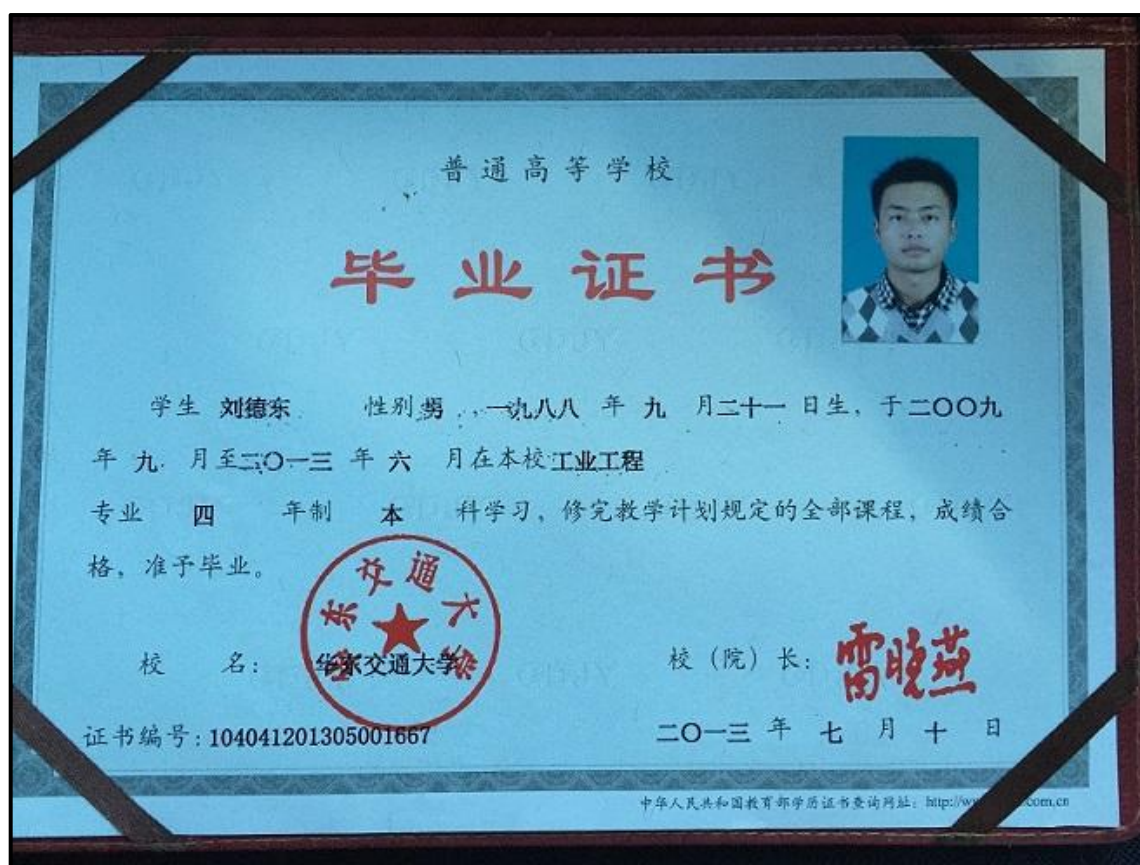 普通高等学校
毕业证书
学生 刘德东 性别 男 , 一九八八 年 九 月二十一 日生, 于二〇〇九
年 九 月至二〇一三 年 六 月在本校 工业工程
专业 四 年制 本 科学习, 修完教学计划规定的全部课程, 成绩合
格, 准予毕业。
华东交通大学
校 名: 华东交通大学
校 (院) 长: 雷晓燕
证书编号: 104041201305001667
二〇一三 年 七 月 十 日
中华人民共和国教育部学历证书查询网址: http://w com.cn